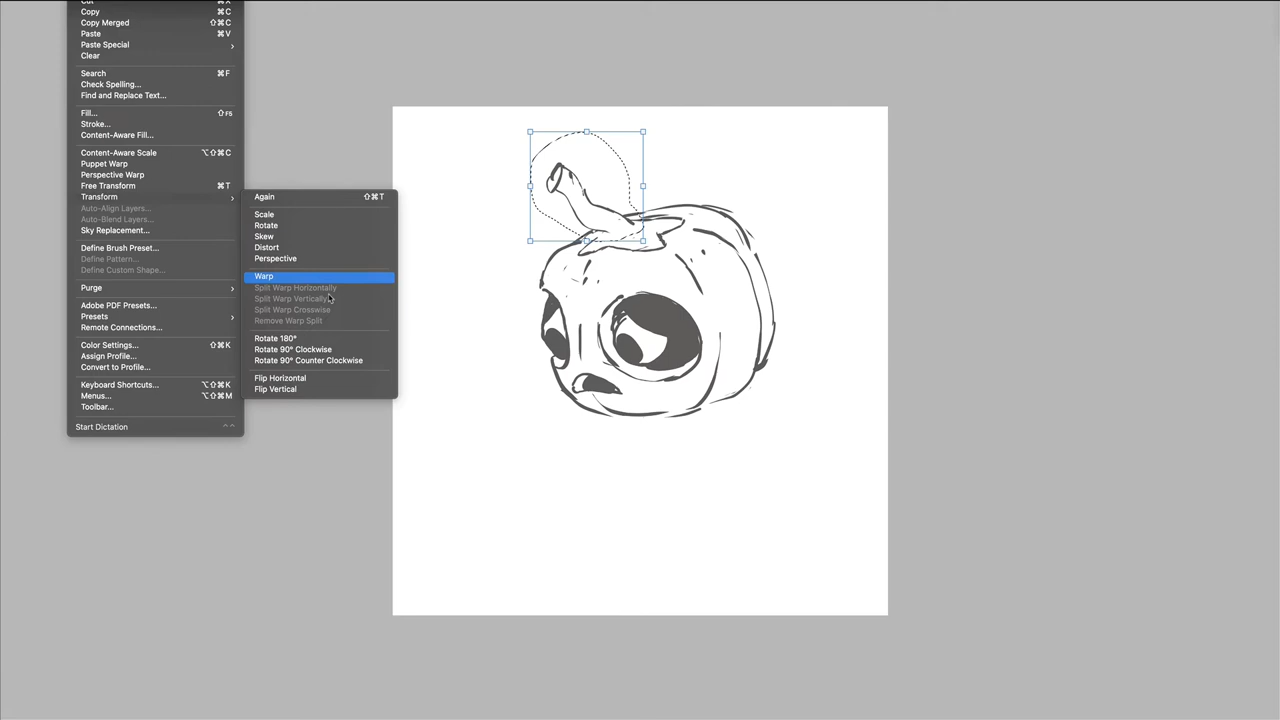 Cut ⌘X
Copy ⌘C
Copy Merged ⇧⌘C
Paste ⌘V
Paste Special
Clear
Search ⌘F
Check Spelling...
Find and Replace Text...
Fill... ⇧F5
Stroke...
Content-Aware Fill...
Content-Aware Scale ⌥⇧⌘C
Puppet Warp
Perspective Warp
Free Transform ⌘T
Transform
Auto-Align Layers...
Auto-Blend Layers...
Sky Replacement...
Define Brush Preset...
Define Pattern...
Define Custom Shape...
Purge
Adobe PDF Presets...
Presets
Remote Connections...
Color Settings... ⇧⌘K
Assign Profile...
Convert to Profile...
Keyboard Shortcuts... ⌥⇧⌘K
Menus... ⌥⇧⌘M
Toolbar...
Start Dictation
Again ⇧⌘T
Scale
Rotate
Skew
Distort
Perspective
Warp
Split Warp Horizontally
Split Warp Vertically
Split Warp Crosswise
Remove Warp Split
Rotate 180°
Rotate 90° Clockwise
Rotate 90° Counter Clockwise
Flip Horizontal
Flip Vertical